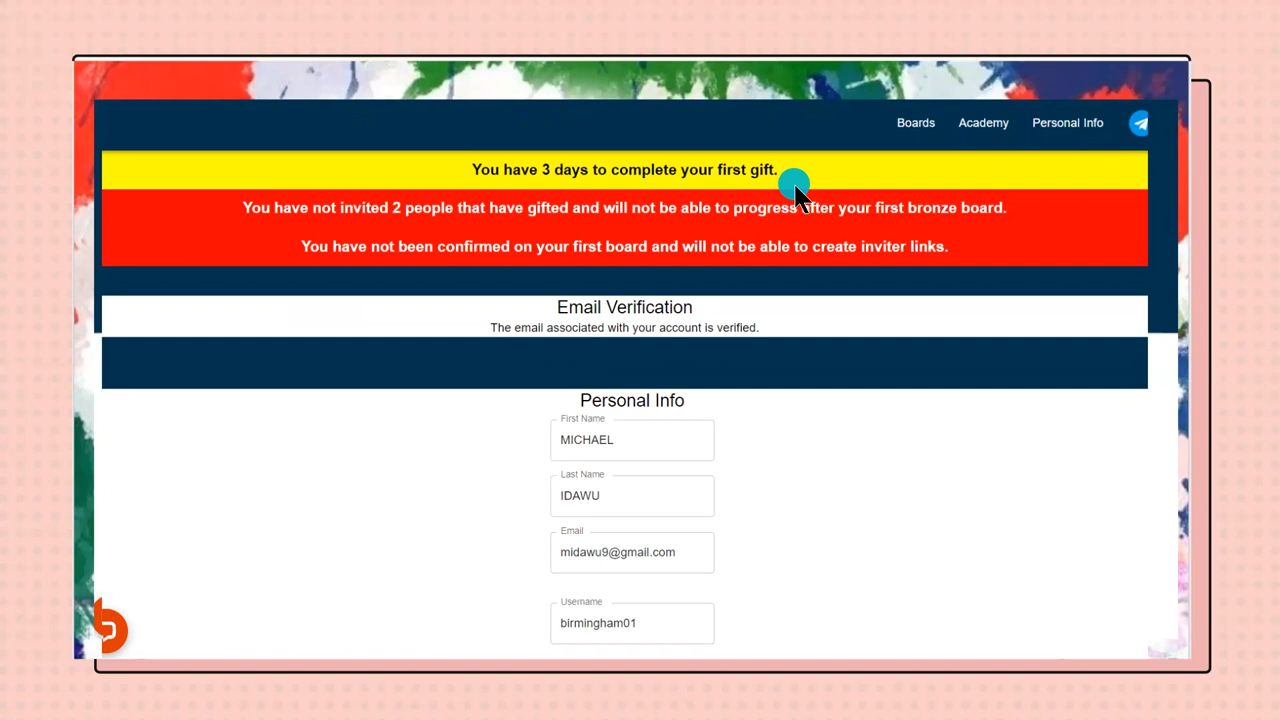 Boards Academy Personal Info
You have 3 days to complete your first gift.
You have not invited 2 people that have gifted and will not be able to progress after your first bronze board.
You have not been confirmed on your first board and will not be able to create inviter links.
Email Verification
The email associated with your account is verified.
Personal Info
First Name
MICHAEL
Last Name
IDAWU
Email
midawu9@gmail.com
Username
birmingham01